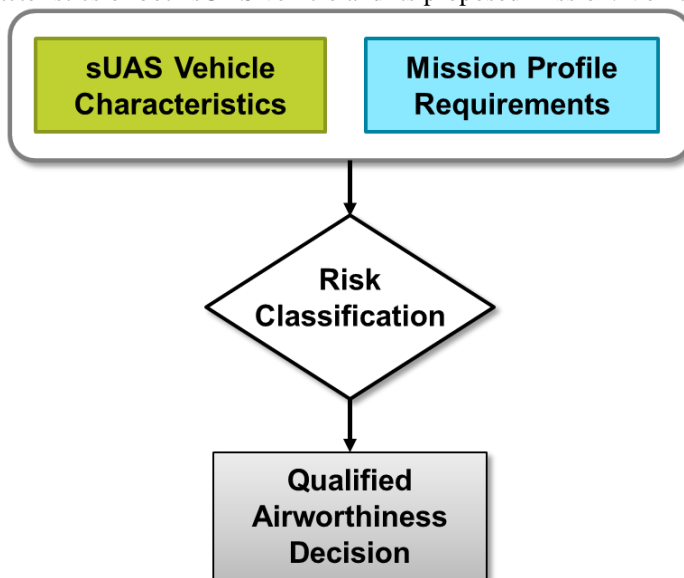 sUAS Vehicle
Characteristics
Mission Profile
Requirements
Risk
Classification
Qualified
Airworthiness
Decision